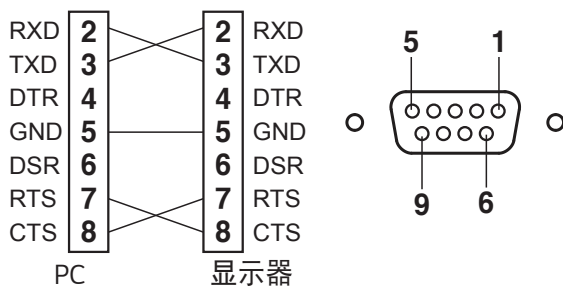 RXD 2 2 RXD
TXD 3 3 TXD
DTR 4 4 DTR
GND 5 5 GND
DSR 6 6 DSR
RTS 7 7 RTS
CTS 8 8 CTS
PC 显示器
5 1
9 6